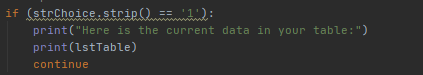 if (strChoice.strip() == '1'):
    print("Here is the current data in your table:")
    print(lstTable)
    continue